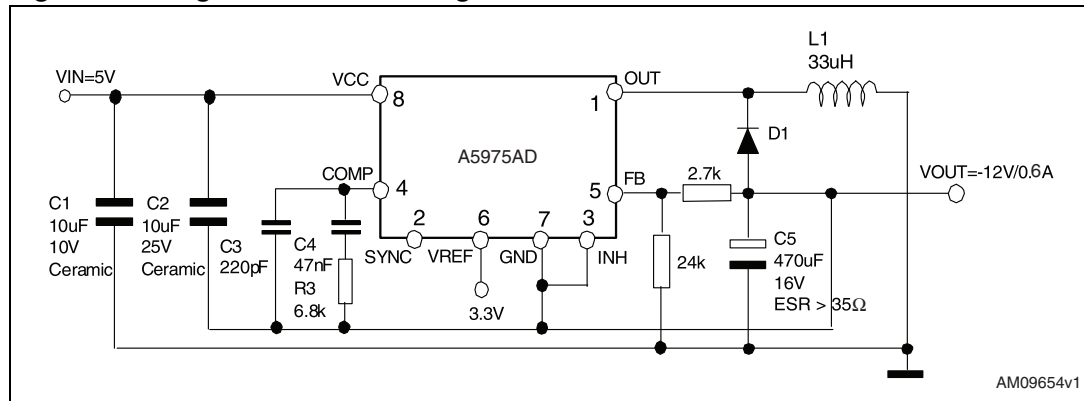 L1
33uH
VIN=5V
VCC
8
OUT
1
D1
A5975AD
COMP
4
FB
5
2.7k
VOUT=-12V/0.6A
C1
10uF
10V
Ceramic
C2
10uF
25V
Ceramic
C3
220pF
C4
47nF
R3
6.8k
2
SYNC
6
VREF
3.3V
7
GND
3
INH
24k
C5
470uF
16V
ESR > 35Ω
AM09654v1